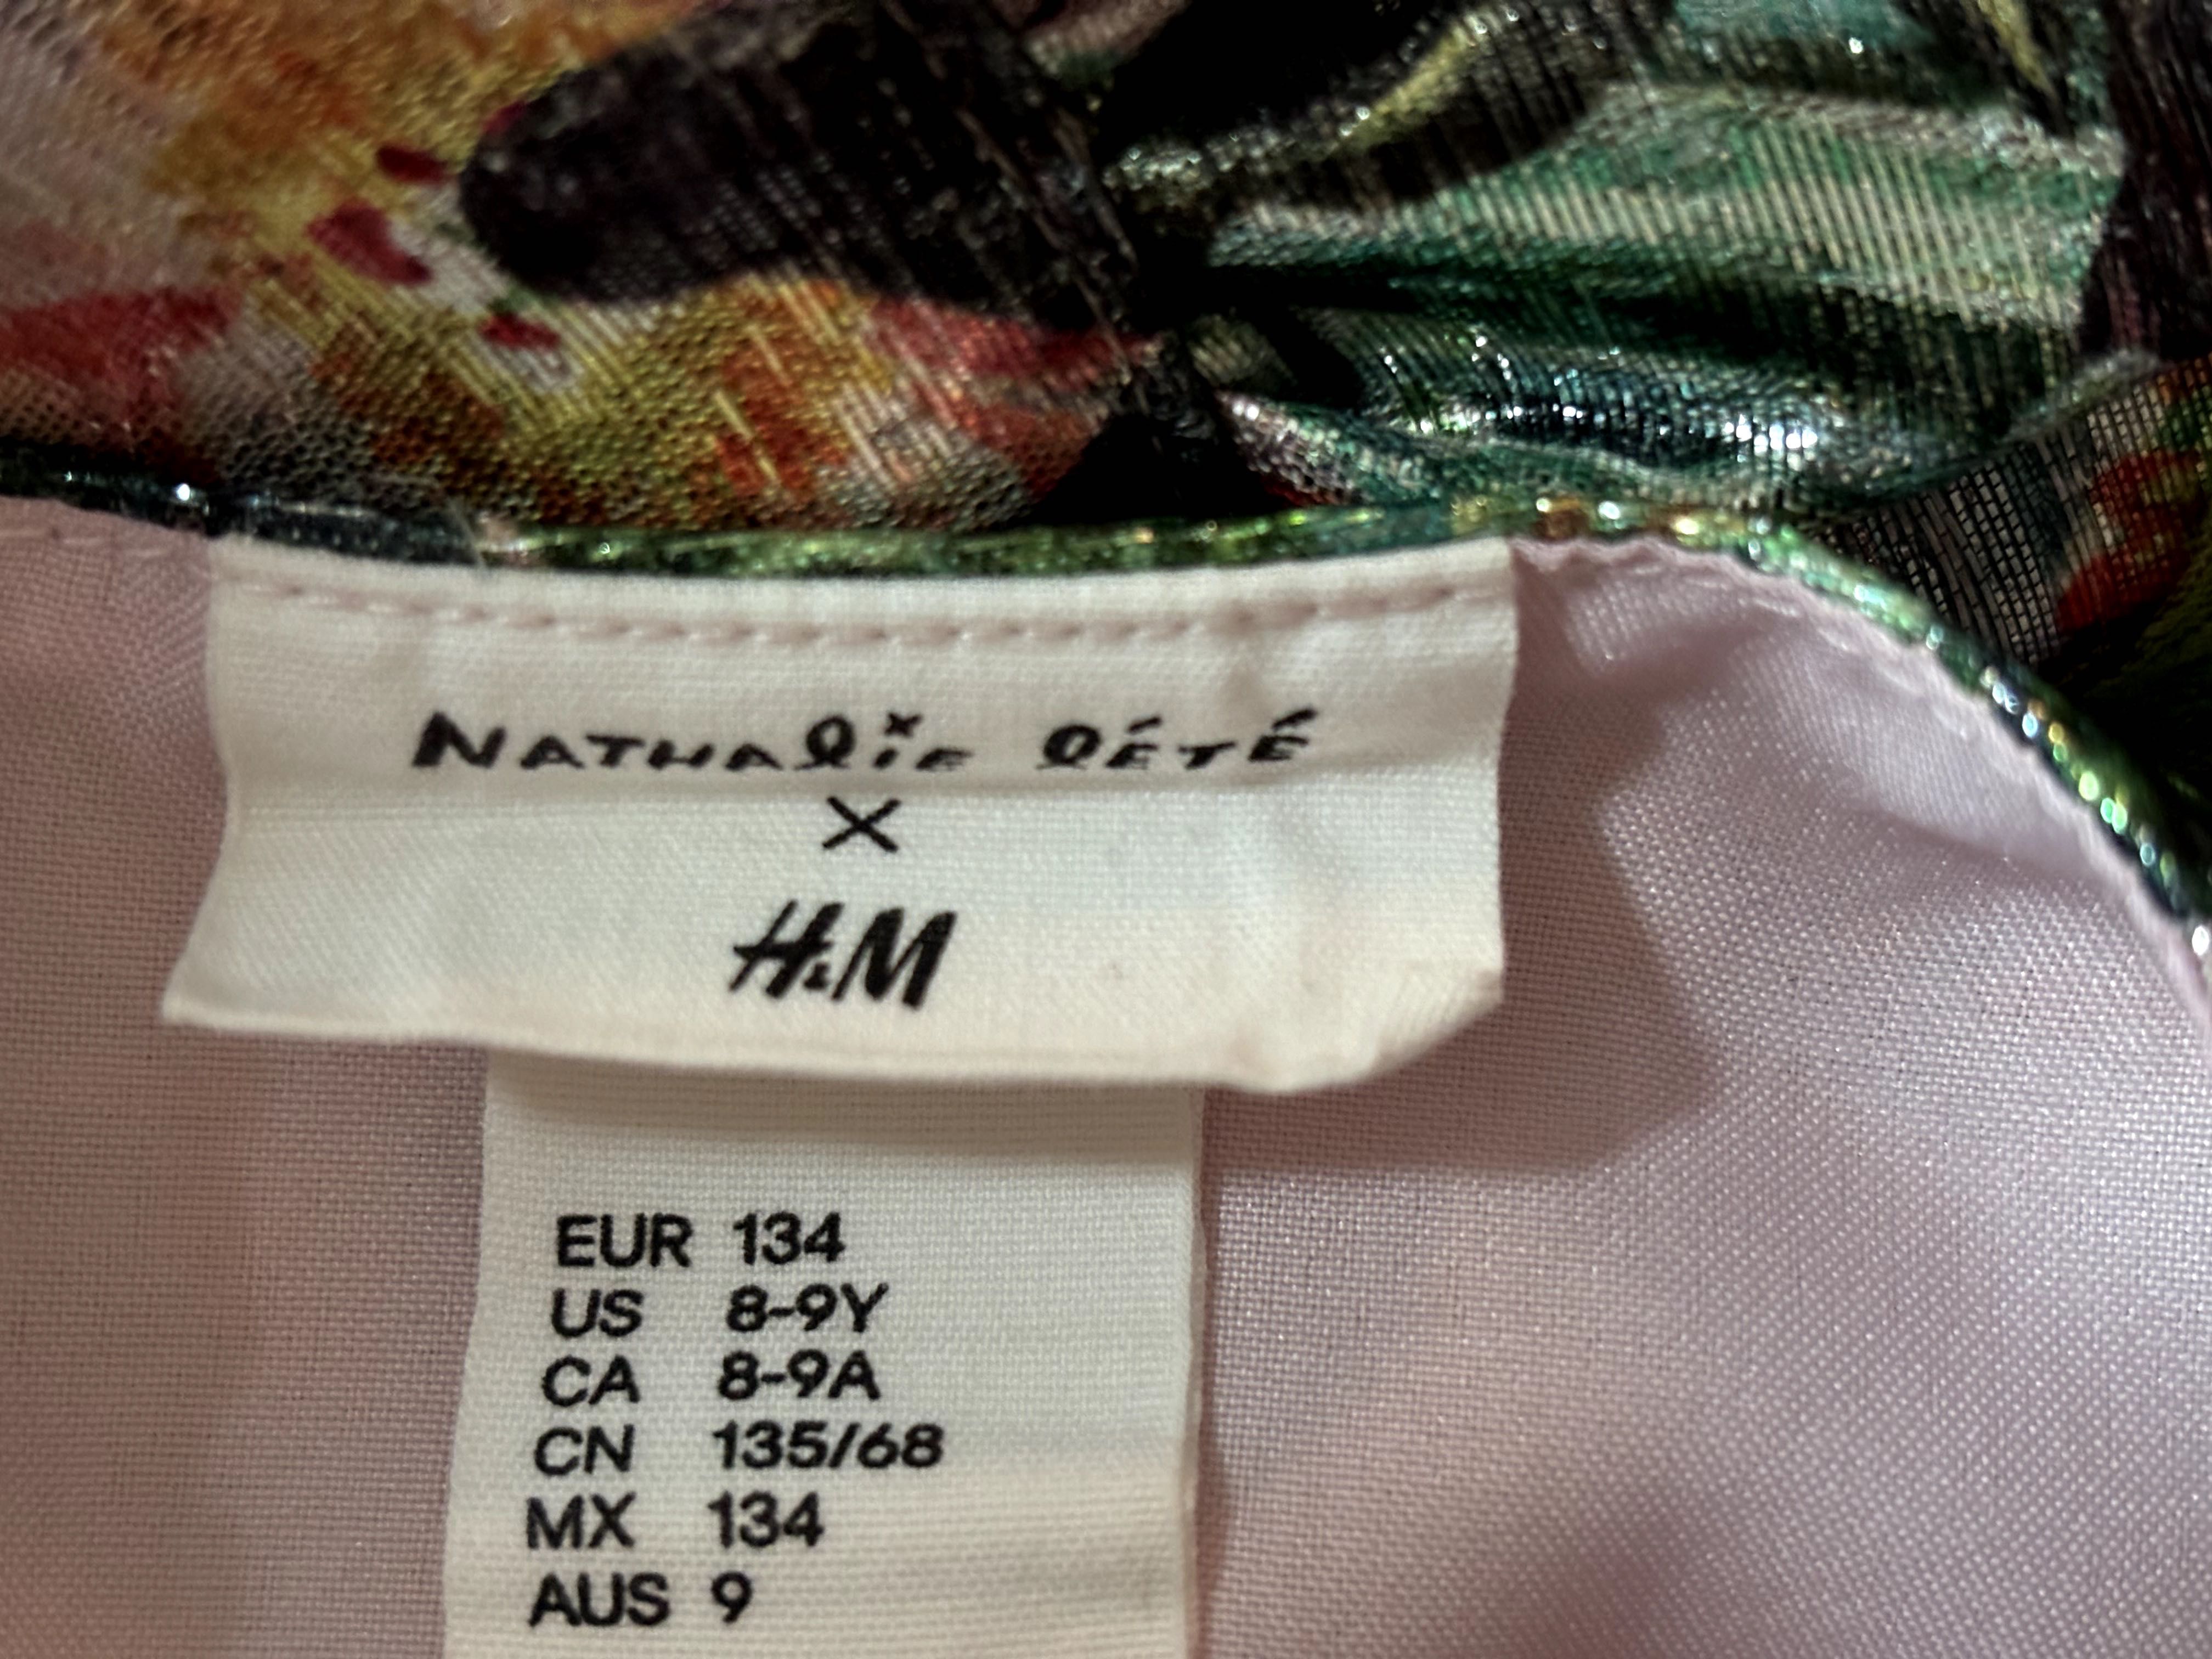 NATHAliE lÉTÉ
×
H&M
EUR 134
US 8-9Y
CA 8-9A
CN 135/68
MX 134
AUS 9